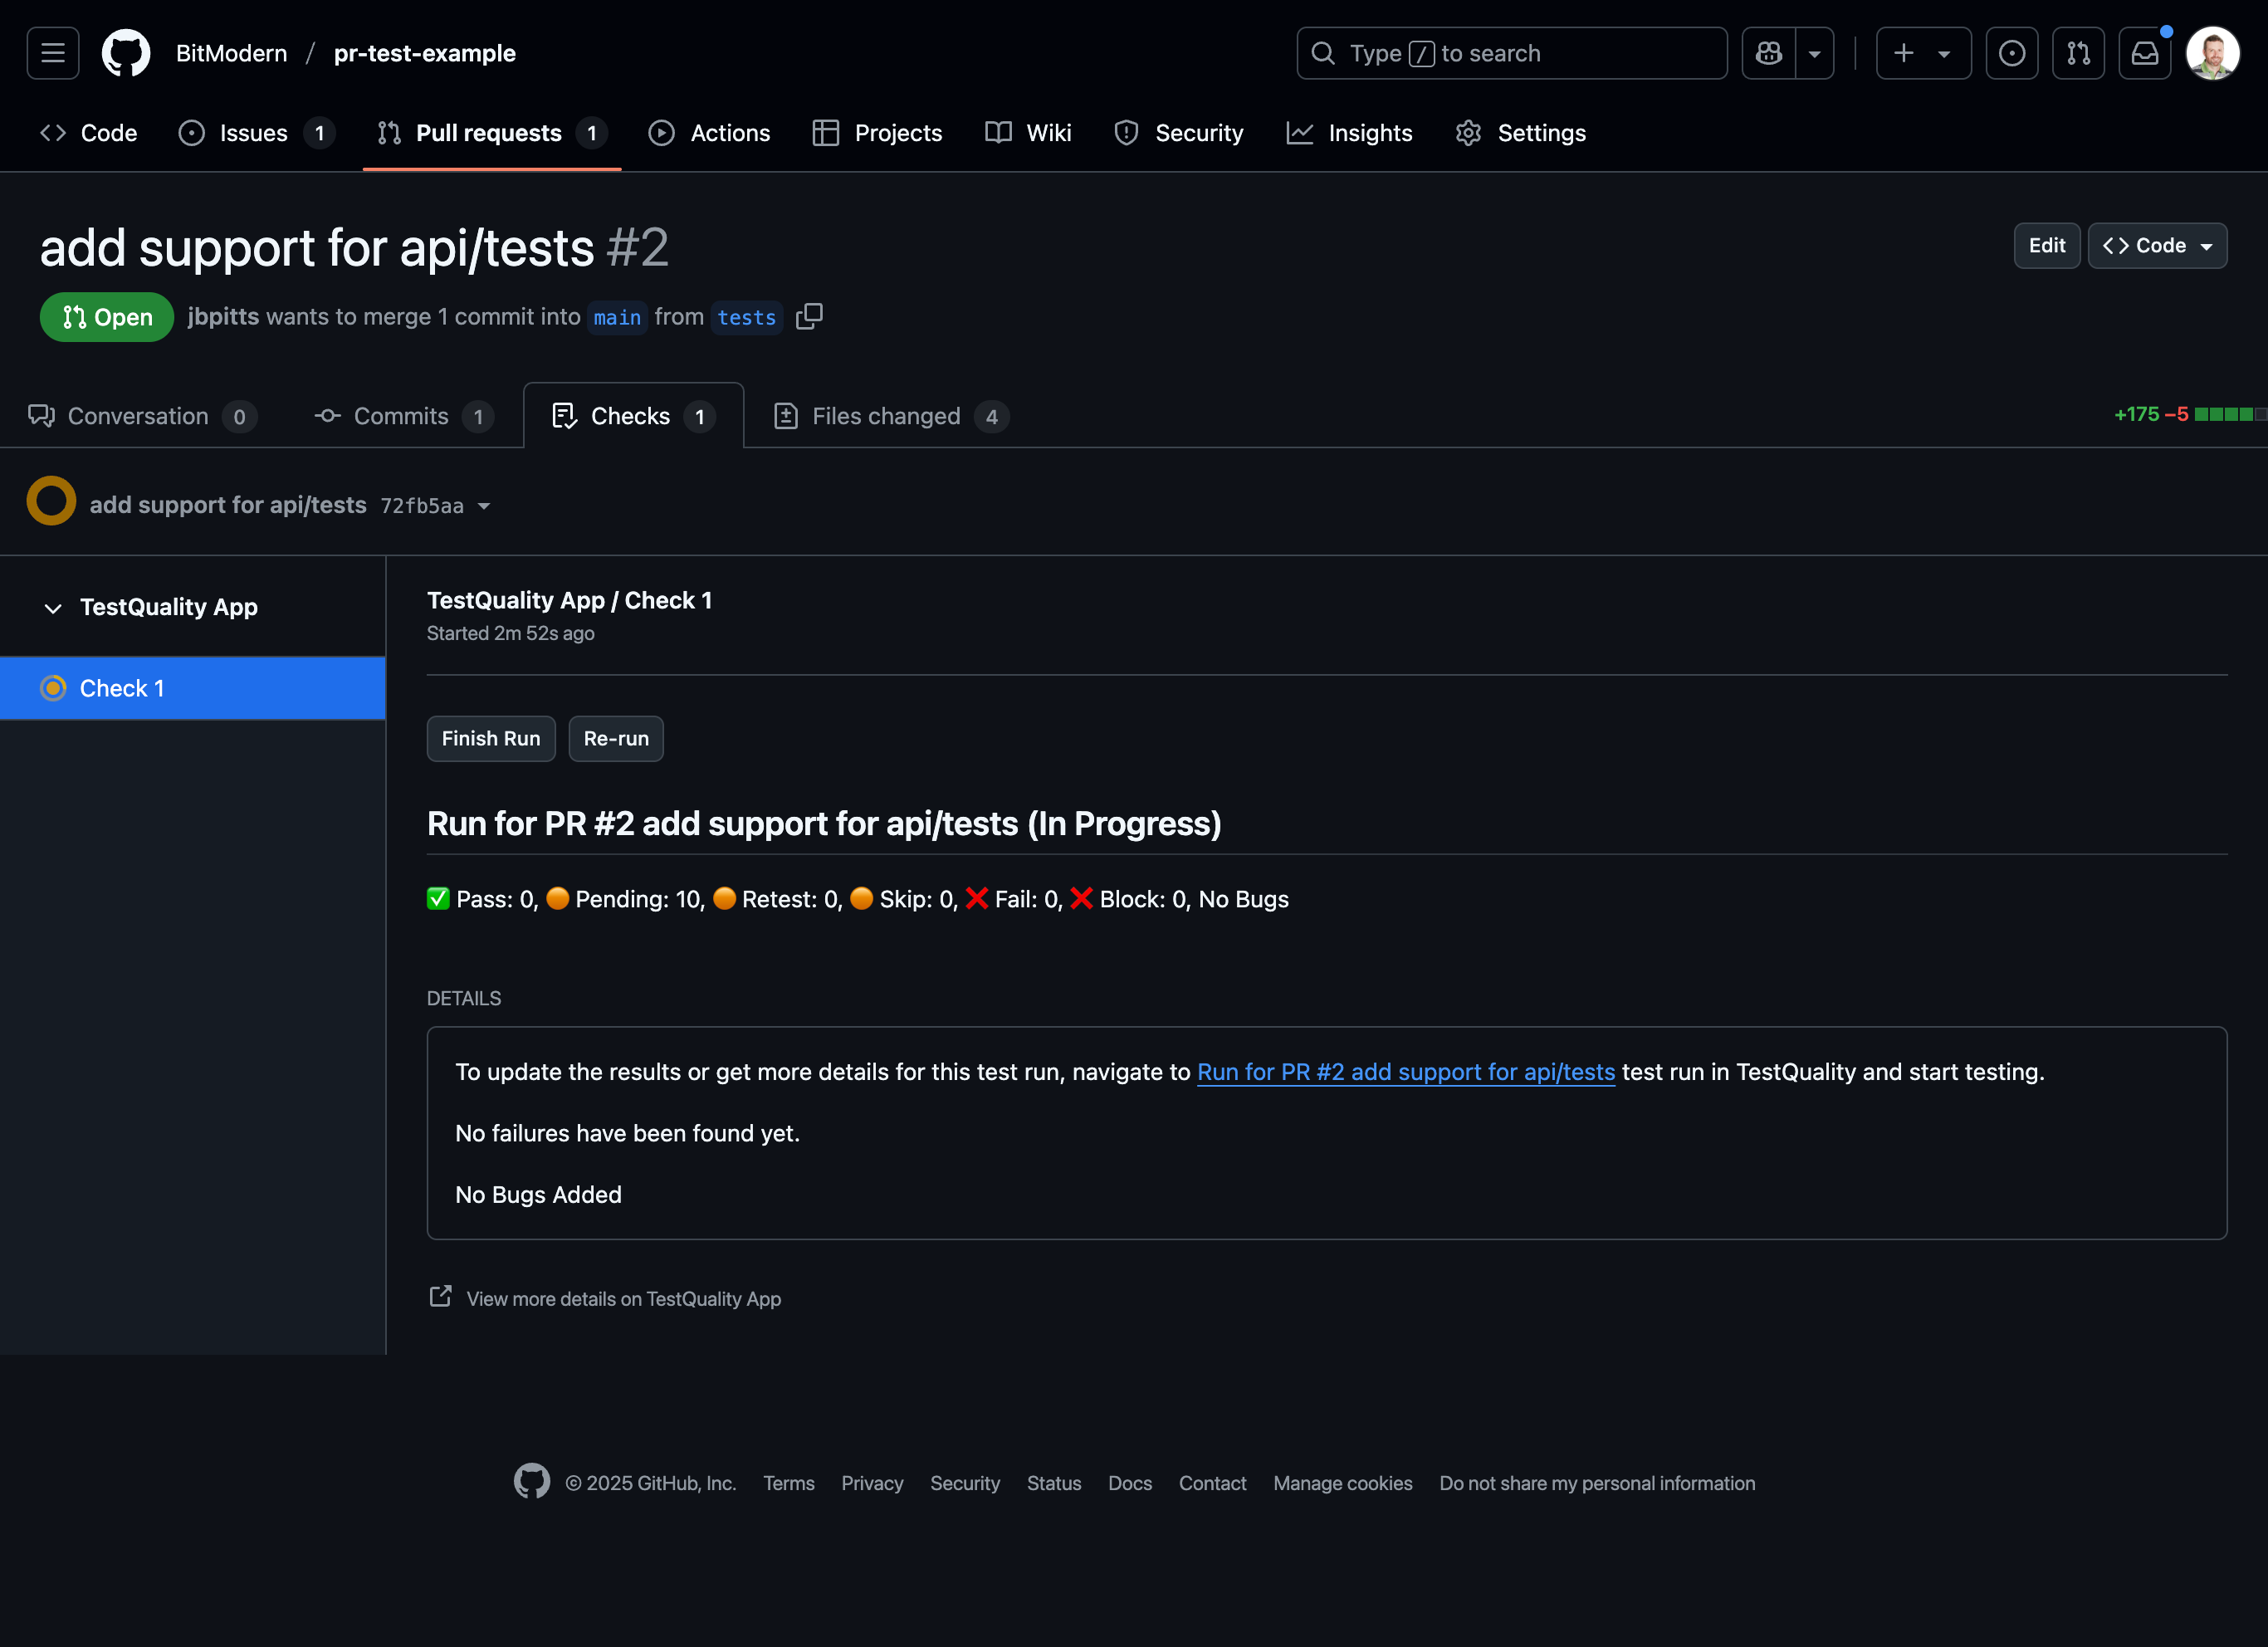 BitModern / pr-test-example
Type / to search
Code
Issues 1
Pull requests 1
Actions
Projects
Wiki
Security
Insights
Settings
add support for api/tests #2
Edit
Code
Open
jbpitts wants to merge 1 commit into main from tests
Conversation 0
Commits 1
Checks 1
Files changed 4
+175 −5
add support for api/tests 72fb5aa
TestQuality App
Check 1
TestQuality App / Check 1
Started 2m 52s ago
Finish Run
Re-run
Run for PR #2 add support for api/tests (In Progress)
✅ Pass: 0, 🟠 Pending: 10, 🟠 Retest: 0, 🟠 Skip: 0, ❌ Fail: 0, ❌ Block: 0, No Bugs
DETAILS
To update the results or get more details for this test run, navigate to Run for PR #2 add support for api/tests test run in TestQuality and start testing.
No failures have been found yet.
No Bugs Added
View more details on TestQuality App
© 2025 GitHub, Inc.
Terms
Privacy
Security
Status
Docs
Contact
Manage cookies
Do not share my personal information